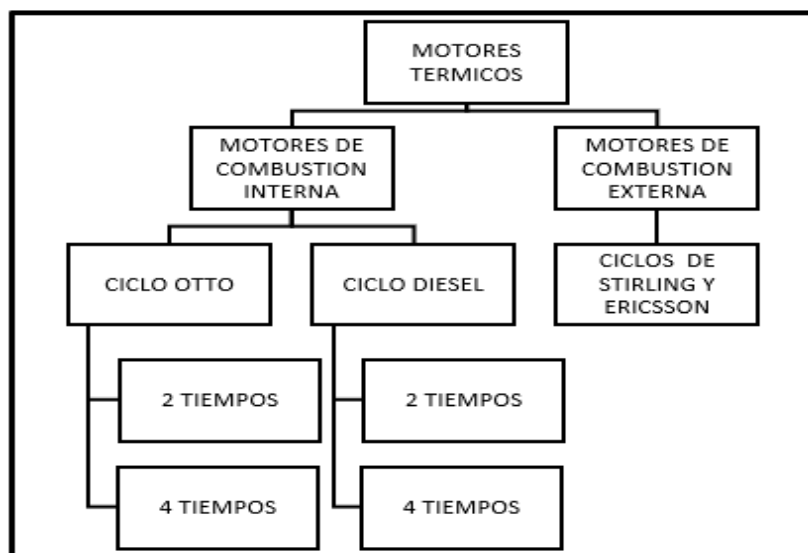 MOTORES
TERMICOS
MOTORES DE
COMBUSTION
INTERNA
MOTORES DE
COMBUSTION
EXTERNA
CICLO OTTO
CICLO DIESEL
CICLOS DE
STIRLING Y
ERICSSON
2 TIEMPOS
2 TIEMPOS
4 TIEMPOS
4 TIEMPOS